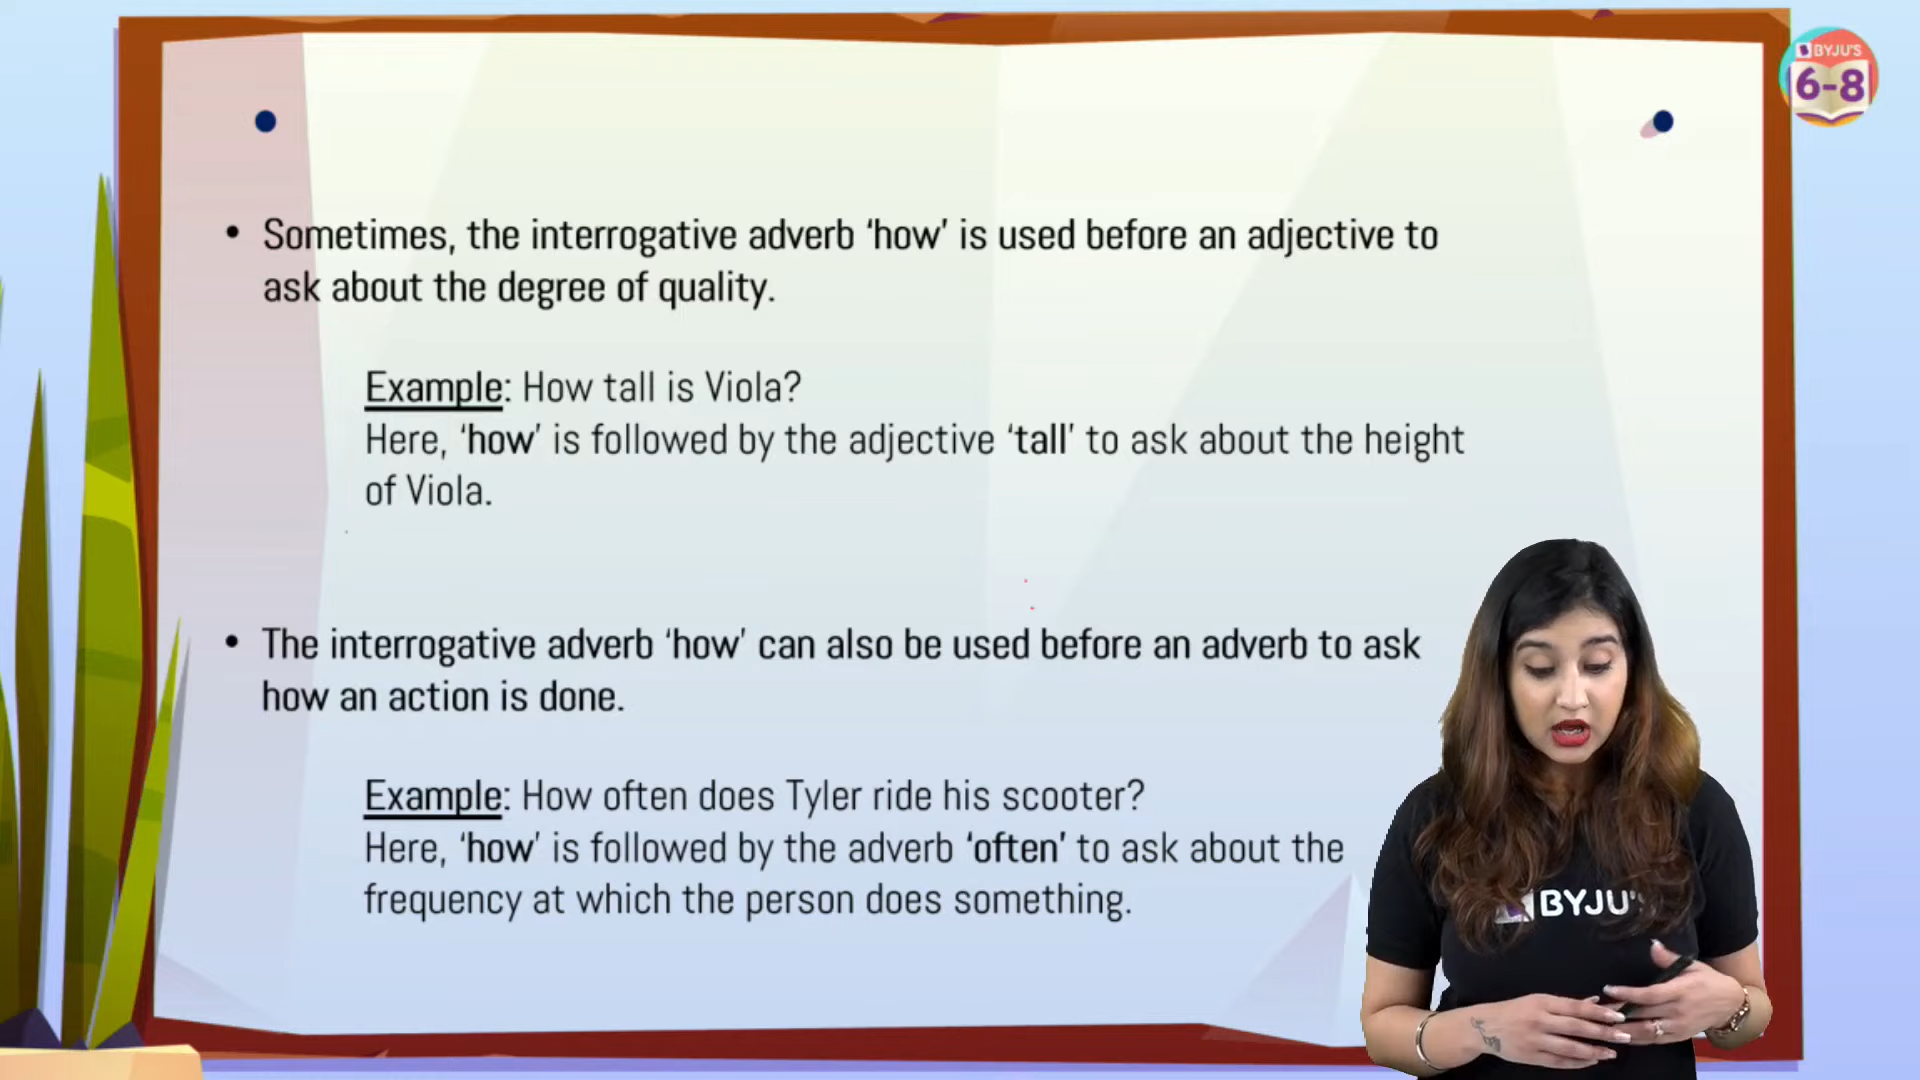 BYJU'S
6-8
• Sometimes, the interrogative adverb ‘how’ is used before an adjective to
ask about the degree of quality.
Example: How tall is Viola?
Here, ‘how’ is followed by the adjective ‘tall’ to ask about the height
of Viola.
• The interrogative adverb ‘how’ can also be used before an adverb to ask
how an action is done.
Example: How often does Tyler ride his scooter?
Here, ‘how’ is followed by the adverb ‘often’ to ask about the
frequency at which the person does something.
BYJU'S